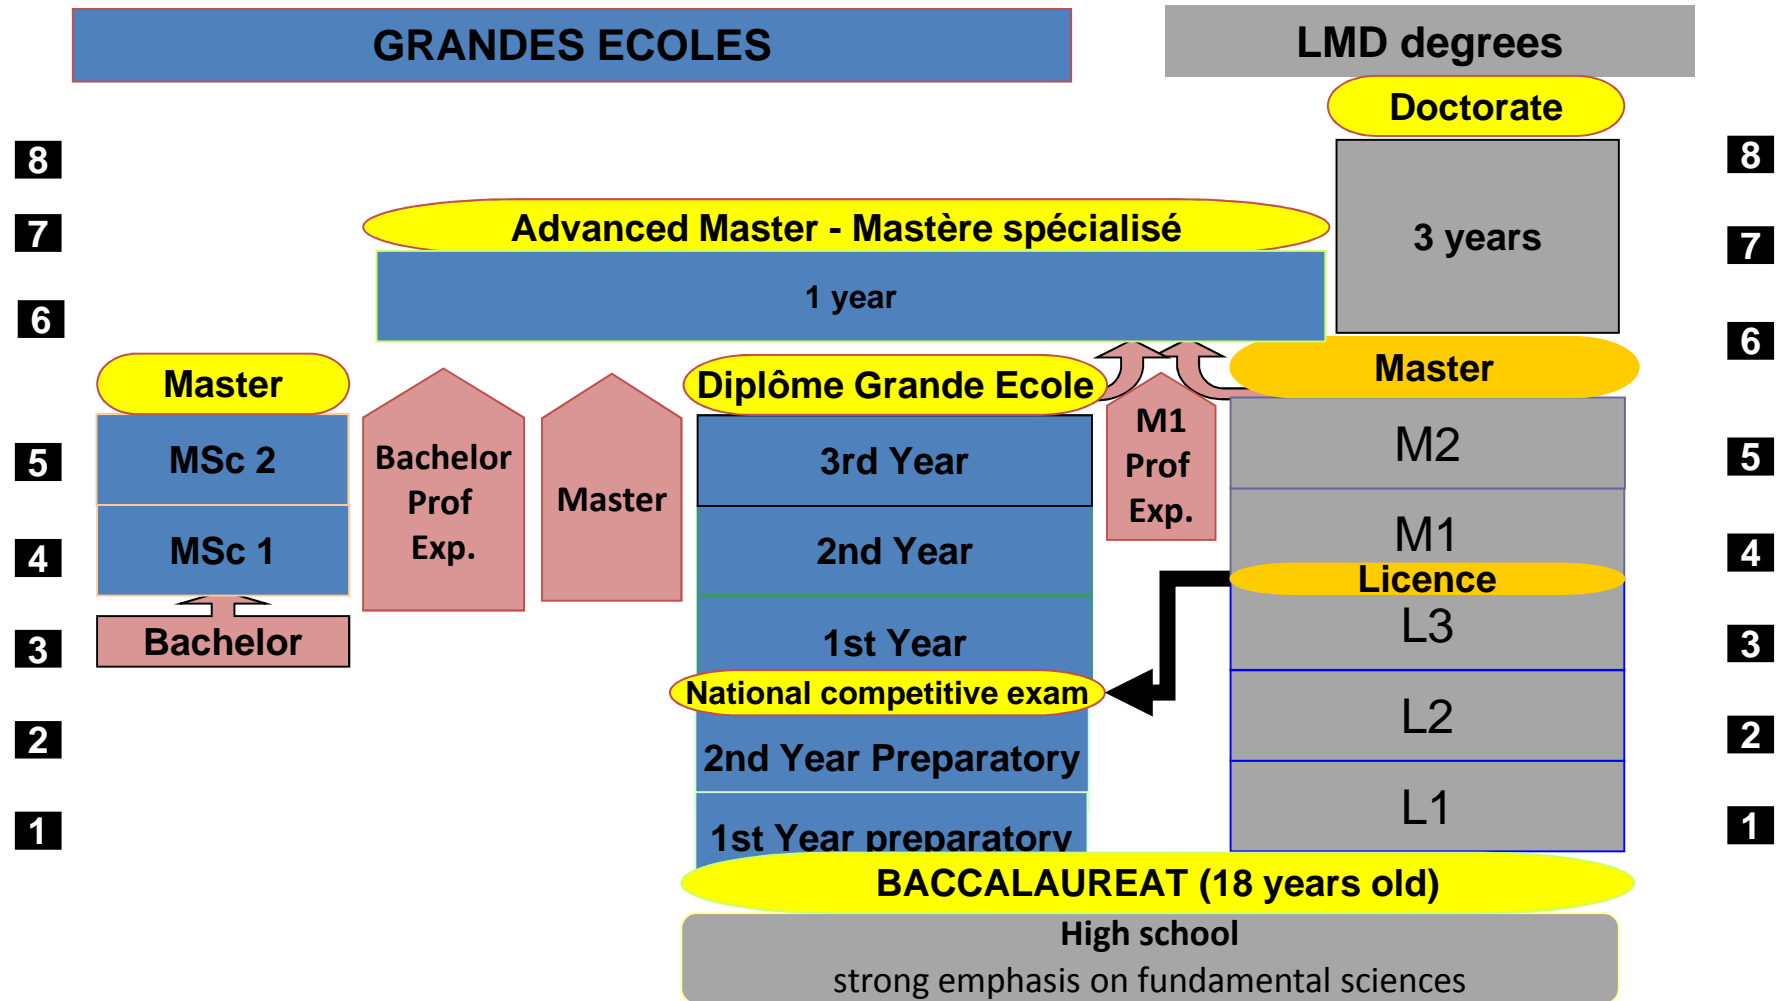 GRANDES ECOLES
LMD degrees
Doctorate
8
8
Advanced Master - Mastère spécialisé
7
3 years
7
1 year
6
6
Master
Diplôme Grande Ecole
Master
5
MSc 2
Bachelor
Prof
Exp.
Master
3rd Year
M1
Prof
Exp.
M2
5
4
MSc 1
2nd Year
M1
4
Licence
3
Bachelor
1st Year
L3
3
National competitive exam
2
2nd Year Preparatory
L2
2
1
1st Year preparatory
L1
1
BACCALAUREAT (18 years old)
High school
strong emphasis on fundamental sciences